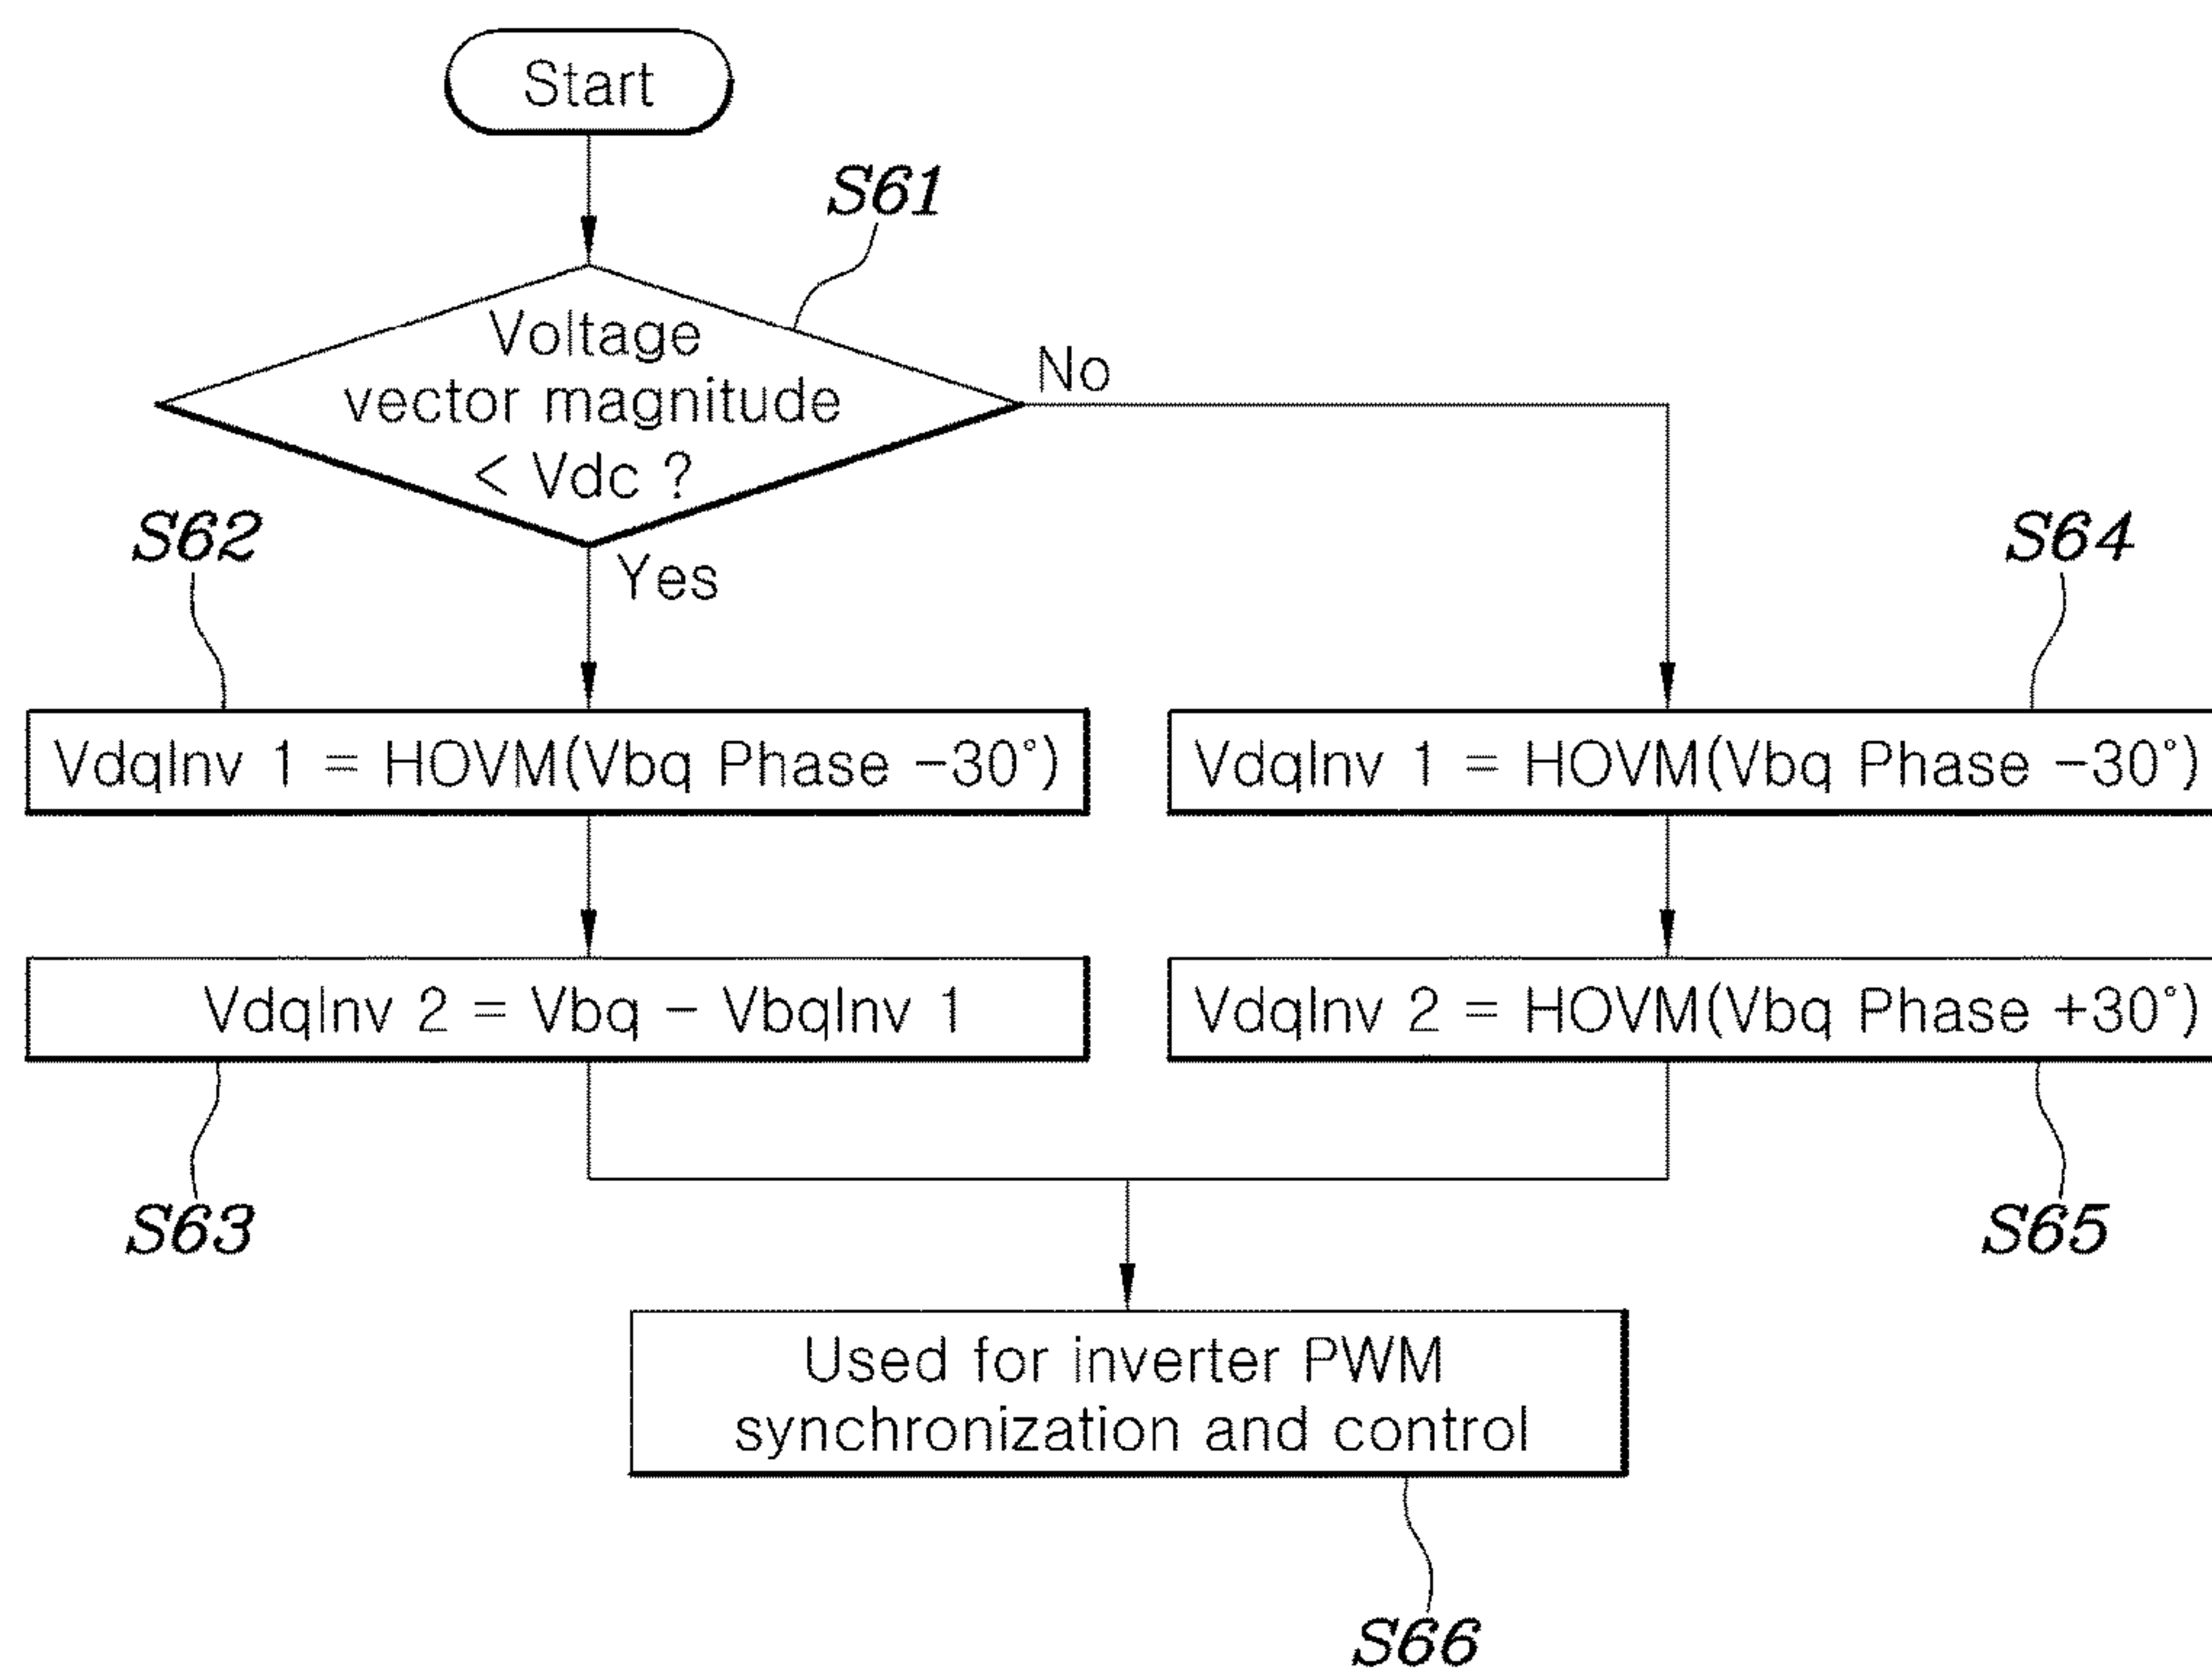 Start
S61
Voltage
vector magnitude
< Vdc ?
No
Yes
S62
S64
VdqInv 1 = HOVM(Vbq Phase −30°)
VdqInv 1 = HOVM(Vbq Phase −30°)
VdqInv 2 = Vbq − VbqInv 1
VdqInv 2 = HOVM(Vbq Phase +30°)
S63
S65
Used for inverter PWM
synchronization and control
S66